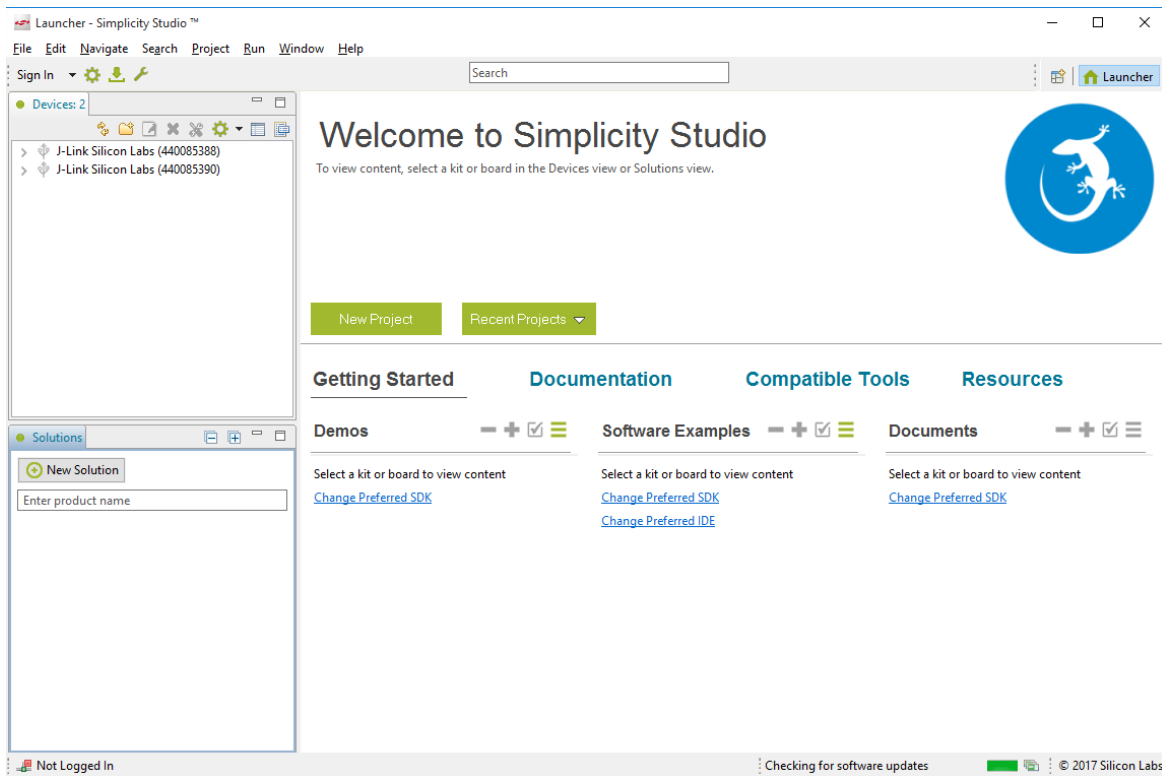 Launcher - Simplicity Studio ™
File Edit Navigate Search Project Run Window Help
Sign In
Search
Launcher
Devices: 2
J-Link Silicon Labs (440085388)
J-Link Silicon Labs (440085390)
Welcome to Simplicity Studio
To view content, select a kit or board in the Devices view or Solutions view.
New Project
Recent Projects
Getting Started
Documentation
Compatible Tools
Resources
Demos
Select a kit or board to view content
Change Preferred SDK
Software Examples
Select a kit or board to view content
Change Preferred SDK
Change Preferred IDE
Documents
Select a kit or board to view content
Change Preferred SDK
Solutions
New Solution
Enter product name
Not Logged In
Checking for software updates
© 2017 Silicon Labs